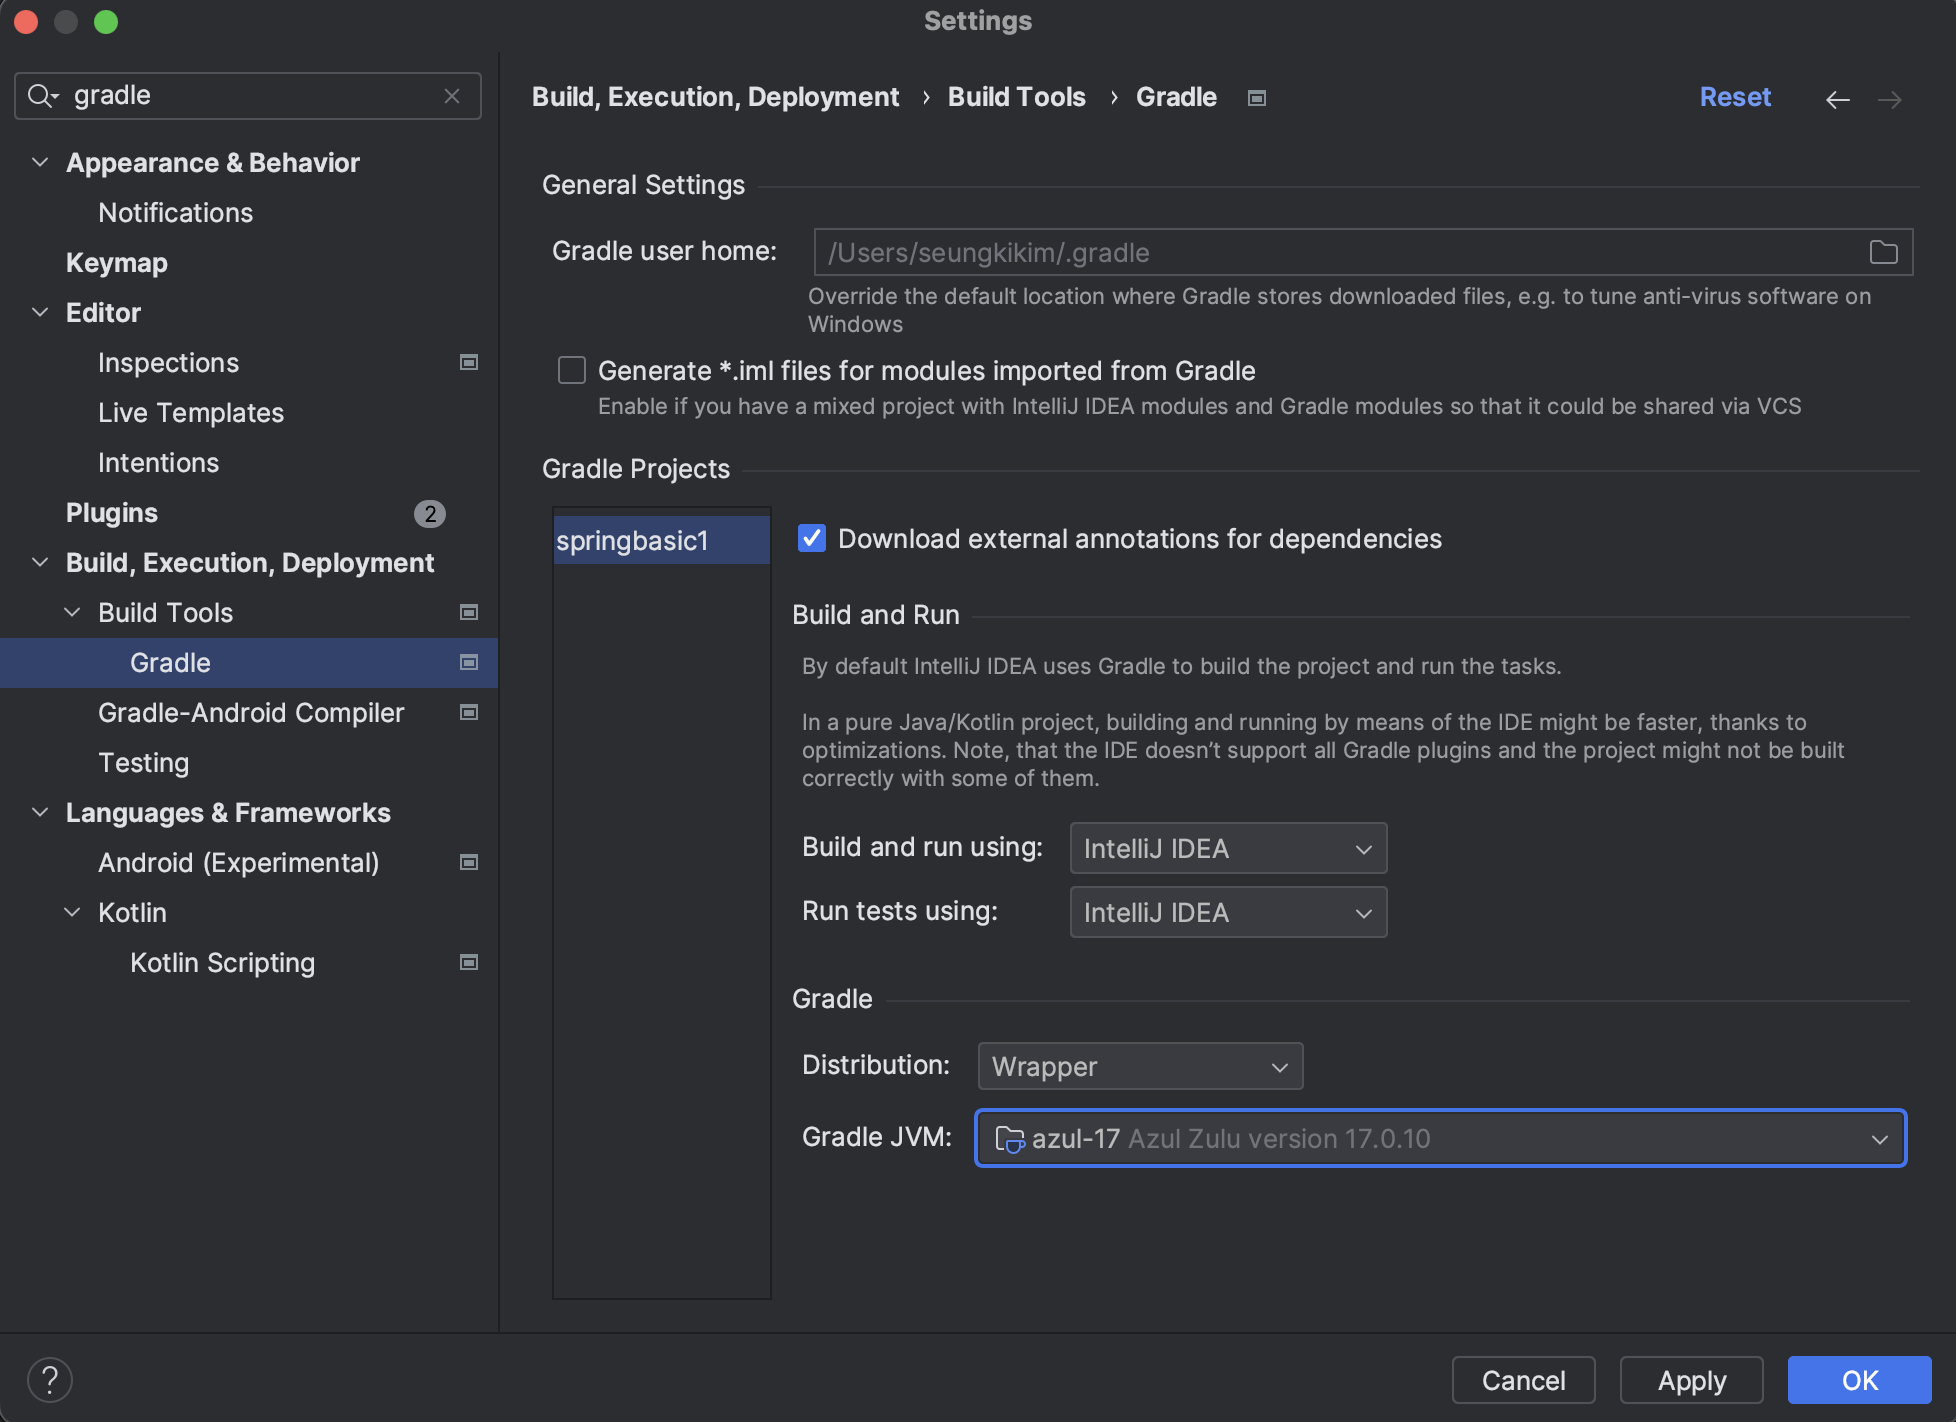 Settings
gradle
Appearance & Behavior
Notifications
Keymap
Editor
Inspections
Live Templates
Intentions
Plugins 2
Build, Execution, Deployment
Build Tools
Gradle
Gradle-Android Compiler
Testing
Languages & Frameworks
Android (Experimental)
Kotlin
Kotlin Scripting
Build, Execution, Deployment › Build Tools › Gradle
Reset
General Settings
Gradle user home: /Users/seungkikim/.gradle
Override the default location where Gradle stores downloaded files, e.g. to tune anti-virus software on
Windows
Generate *.iml files for modules imported from Gradle
Enable if you have a mixed project with IntelliJ IDEA modules and Gradle modules so that it could be shared via VCS
Gradle Projects
springbasic1
Download external annotations for dependencies
Build and Run
By default IntelliJ IDEA uses Gradle to build the project and run the tasks.
In a pure Java/Kotlin project, building and running by means of the IDE might be faster, thanks to
optimizations. Note, that the IDE doesn't support all Gradle plugins and the project might not be built
correctly with some of them.
Build and run using: IntelliJ IDEA
Run tests using: IntelliJ IDEA
Gradle
Distribution: Wrapper
Gradle JVM: azul-17 Azul Zulu version 17.0.10
?
Cancel
Apply
OK